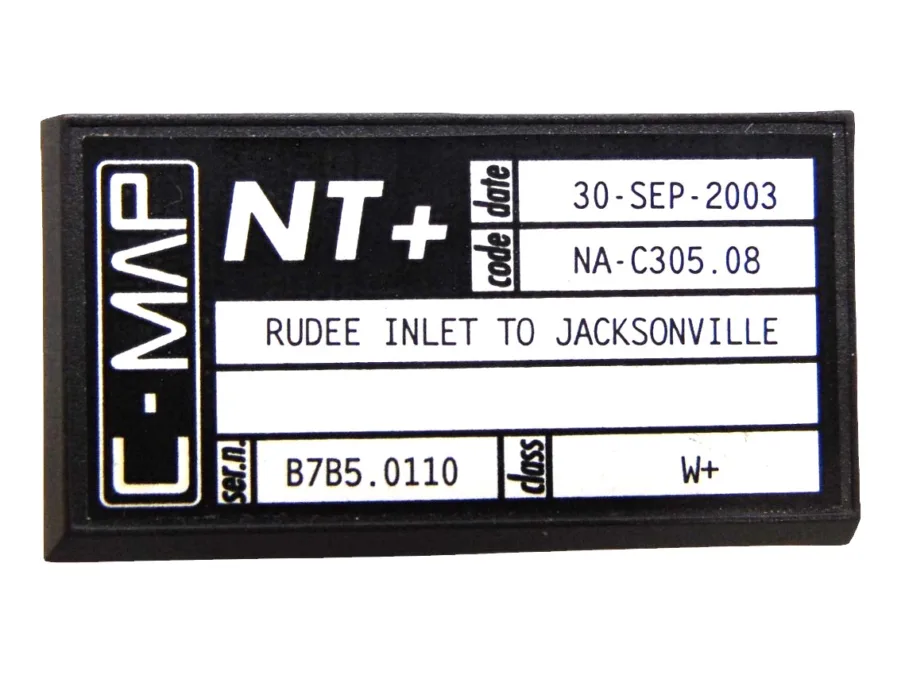 C-MAP
NT+
date 30-SEP-2003
code NA-C305.08
RUDEE INLET TO JACKSONVILLE
ser.n. B7B5.0110 class W+